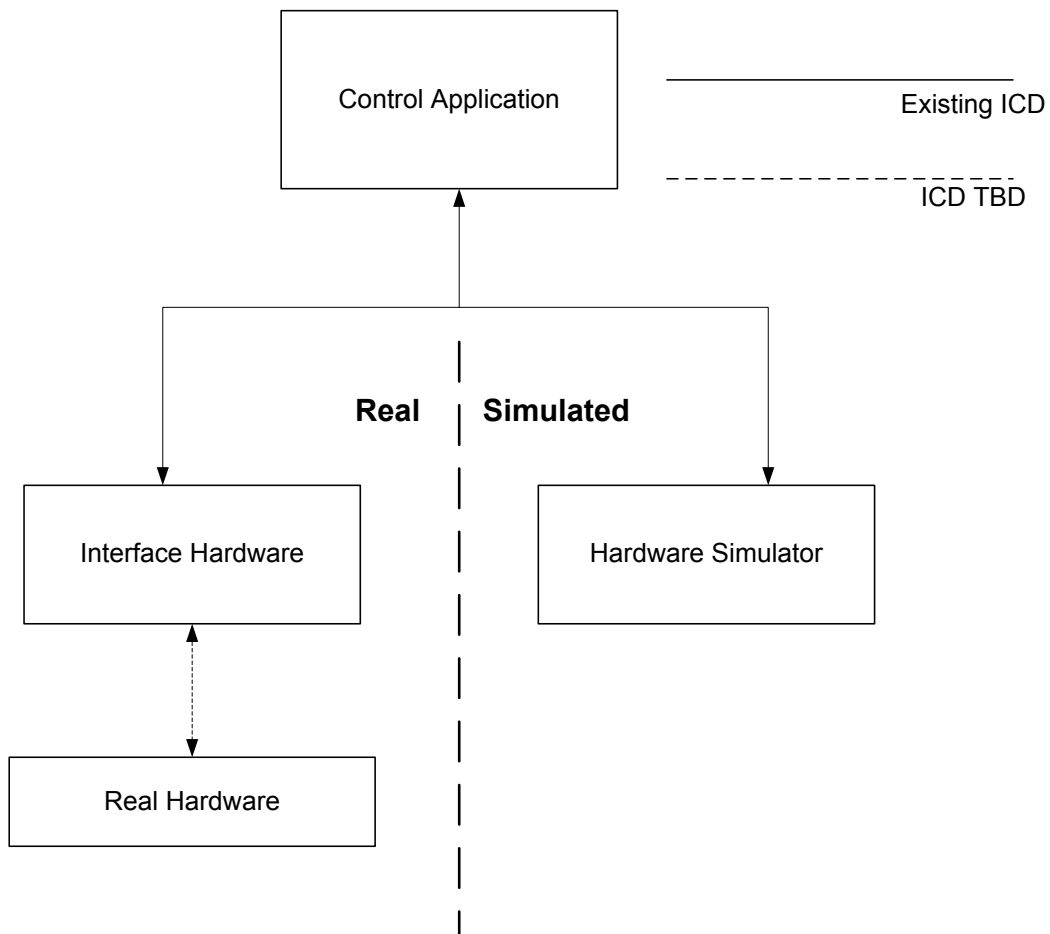 Control Application
Existing ICD
ICD TBD
Real
Simulated
Interface Hardware
Hardware Simulator
Real Hardware